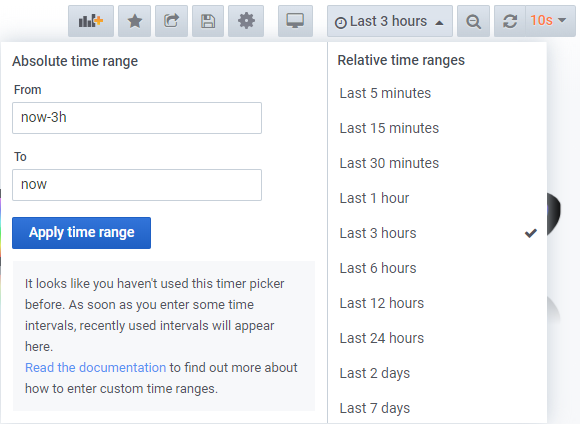 Last 3 hours
10s
Absolute time range
From
now-3h
To
now
Apply time range
It looks like you haven't used this timer picker
before. As soon as you enter some time
intervals, recently used intervals will appear
here.
Read the documentation to find out more about
how to enter custom time ranges.
Relative time ranges
Last 5 minutes
Last 15 minutes
Last 30 minutes
Last 1 hour
Last 3 hours
Last 6 hours
Last 12 hours
Last 24 hours
Last 2 days
Last 7 days